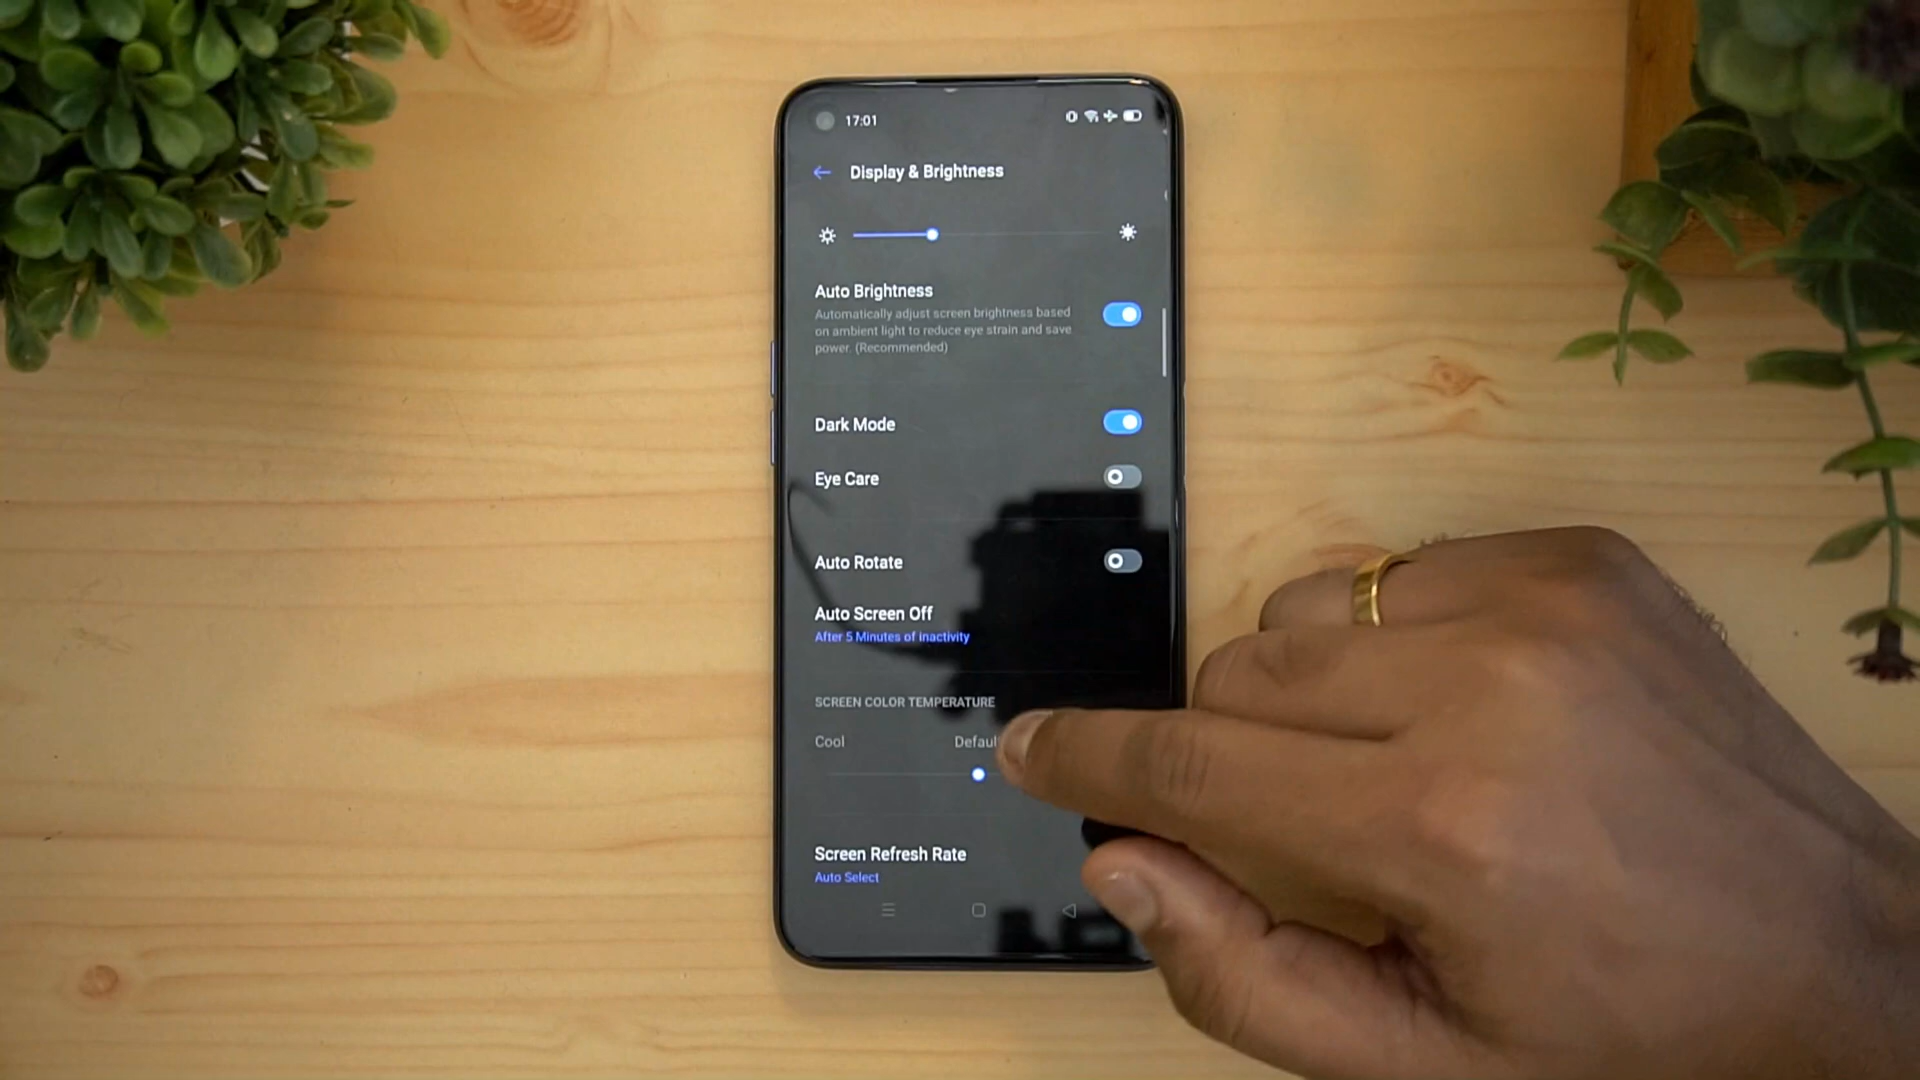 17:01
Display & Brightness
Auto Brightness
Automatically adjust screen brightness based
on ambient light to reduce eye strain and save
power. (Recommended)
Dark Mode
Eye Care
Auto Rotate
Auto Screen Off
After 5 Minutes of inactivity
SCREEN COLOR TEMPERATURE
Cool Defaul
Screen Refresh Rate
Auto Select